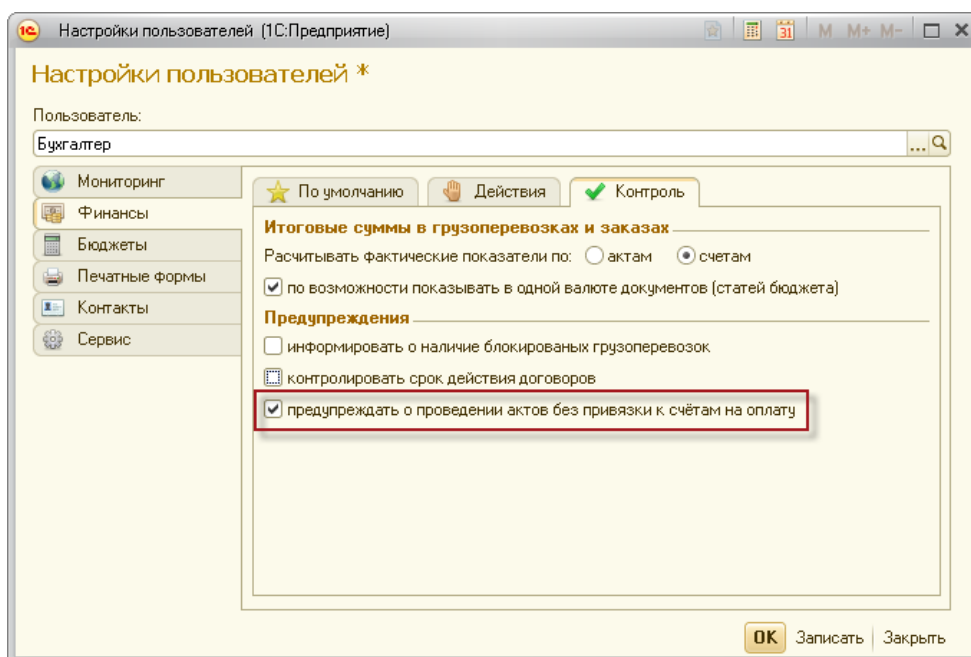 1С Настройки пользователей (1С:Предприятие) 31 M M+ M-
Настройки пользователей *
Пользователь:
Бухгалтер ...
Мониторинг
Финансы
Бюджеты
Печатные формы
Контакты
Сервис
По умолчанию Действия Контроль
Итоговые суммы в грузоперевозках и заказах
Расчитывать фактические показатели по: актам счетам
по возможности показывать в одной валюте документов (статей бюджета)
Предупреждения
информировать о наличие блокированых грузоперевозок
контролировать срок действия договоров
предупреждать о проведении актов без привязки к счётам на оплату
OK Записать Закрыть